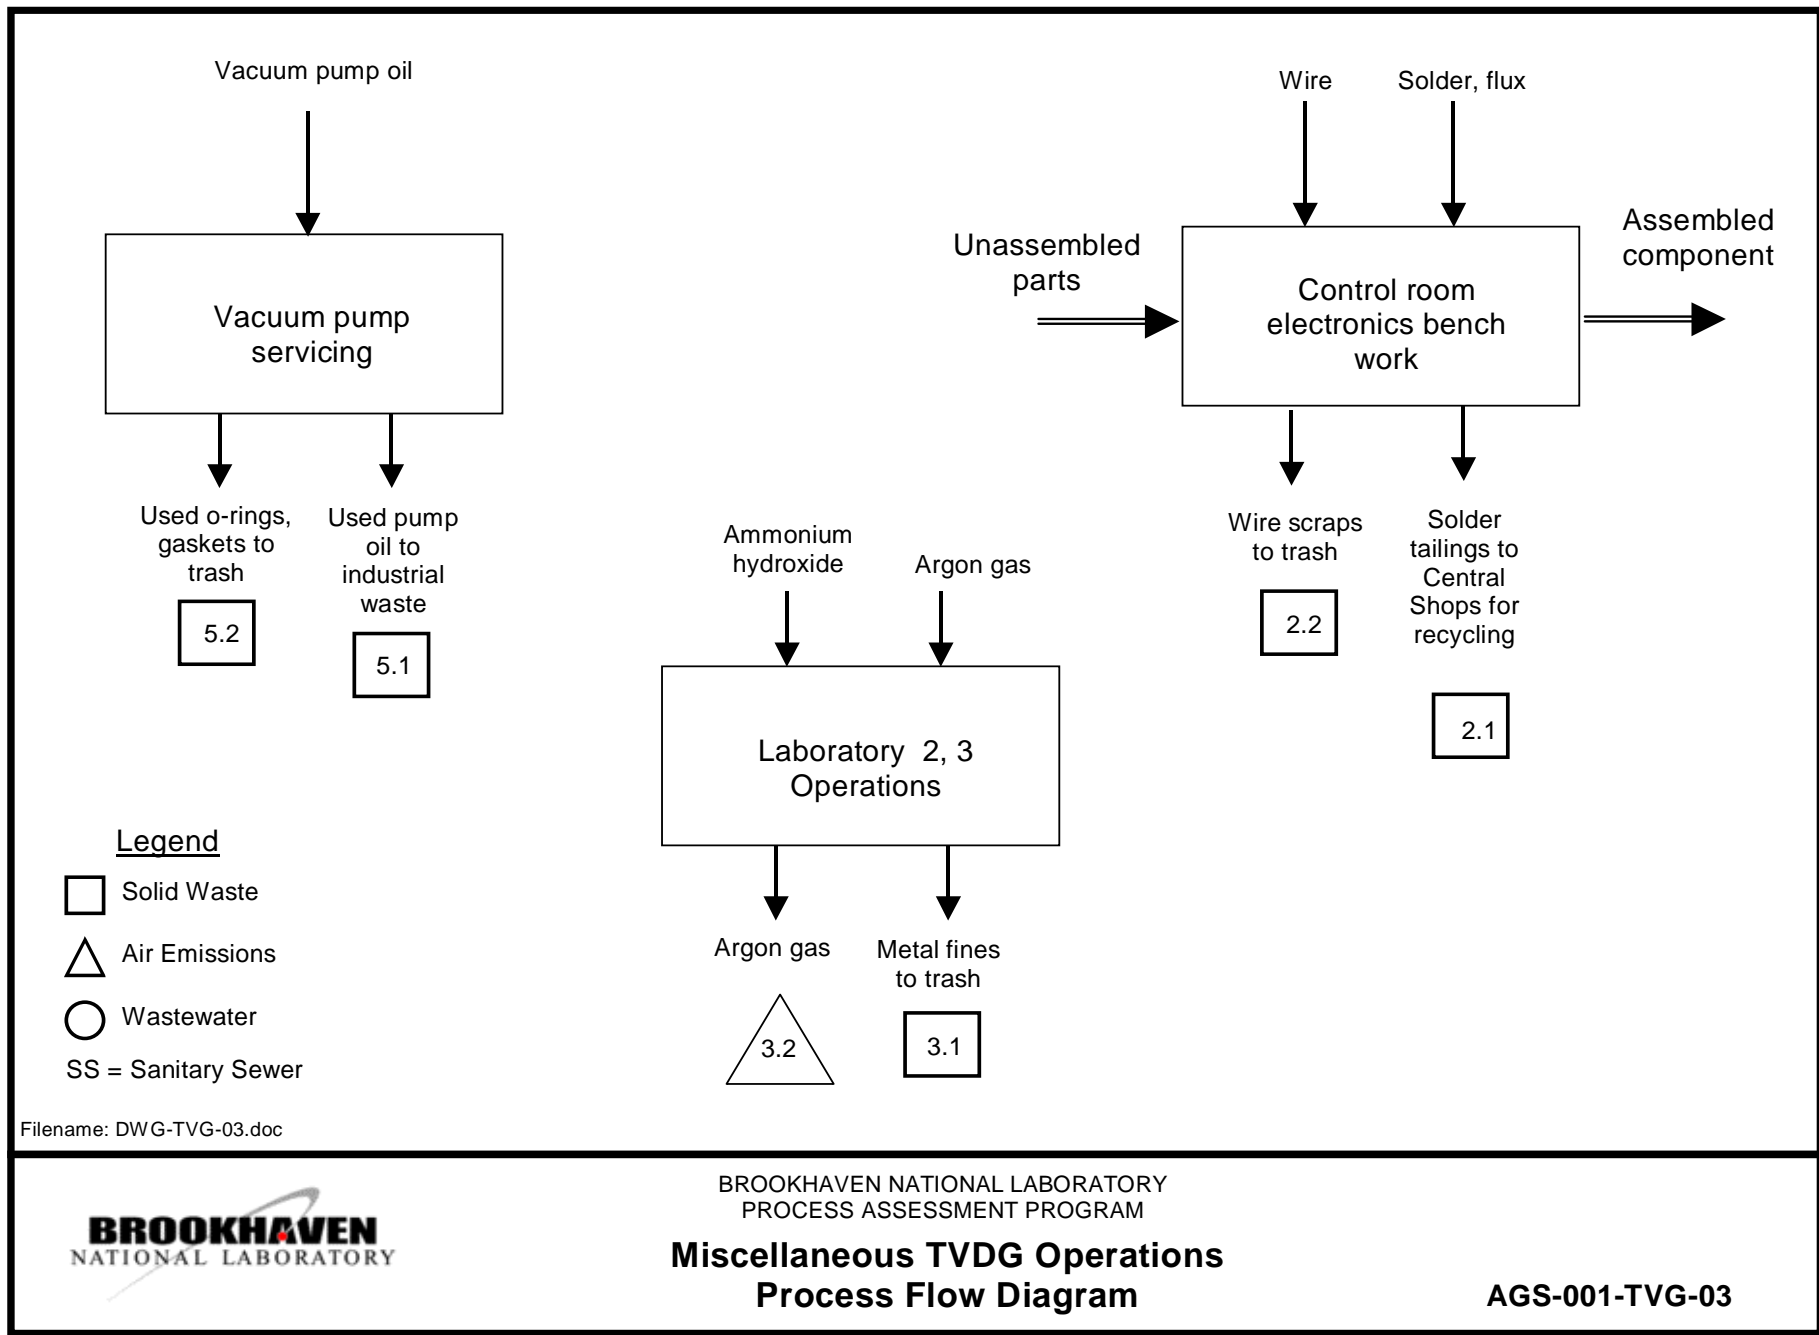 Vacuum pump oil
Vacuum pump
servicing
Used o-rings,
gaskets to
trash
5.2
Used pump
oil to
industrial
waste
5.1
Wire
Solder, flux
Unassembled
parts
Control room
electronics bench
work
Assembled
component
Wire scraps
to trash
2.2
Solder
tailings to
Central
Shops for
recycling
2.1
Ammonium
hydroxide
Argon gas
Laboratory 2, 3
Operations
Argon gas
3.2
Metal fines
to trash
3.1
Legend
Solid Waste
Air Emissions
Wastewater
SS = Sanitary Sewer
Filename: DWG-TVG-03.doc
BROOKHAVEN
NATIONAL LABORATORY
BROOKHAVEN NATIONAL LABORATORY
PROCESS ASSESSMENT PROGRAM
Miscellaneous TVDG Operations
Process Flow Diagram
AGS-001-TVG-03